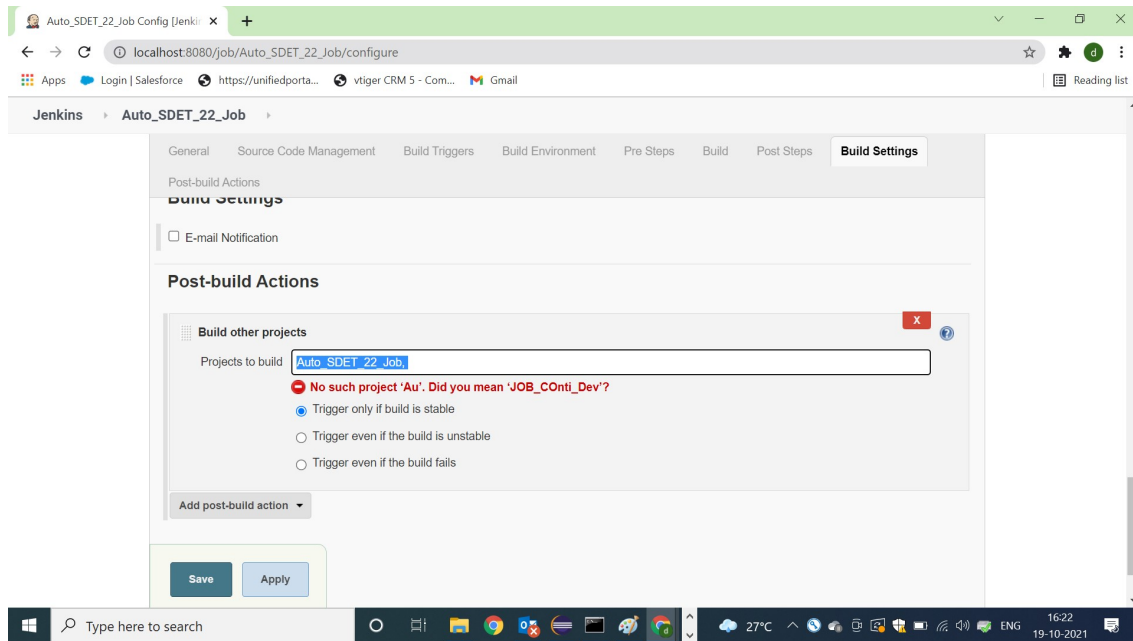 Auto_SDET_22_Job Config [Jenkin
localhost:8080/job/Auto_SDET_22_Job/configure
Apps Login | Salesforce https://unifiedporta... vtiger CRM 5 - Com... Gmail Reading list
Jenkins Auto_SDET_22_Job
General Source Code Management Build Triggers Build Environment Pre Steps Build Post Steps Build Settings
Post-build Actions
Build Settings
E-mail Notification
Post-build Actions
X
Build other projects
Projects to build Auto_SDET_22_Job,
No such project ‘Au’. Did you mean ‘JOB_COnti_Dev’?
Trigger only if build is stable
Trigger even if the build is unstable
Trigger even if the build fails
Add post-build action
Save Apply
Type here to search 27°C ENG 16:22
19-10-2021